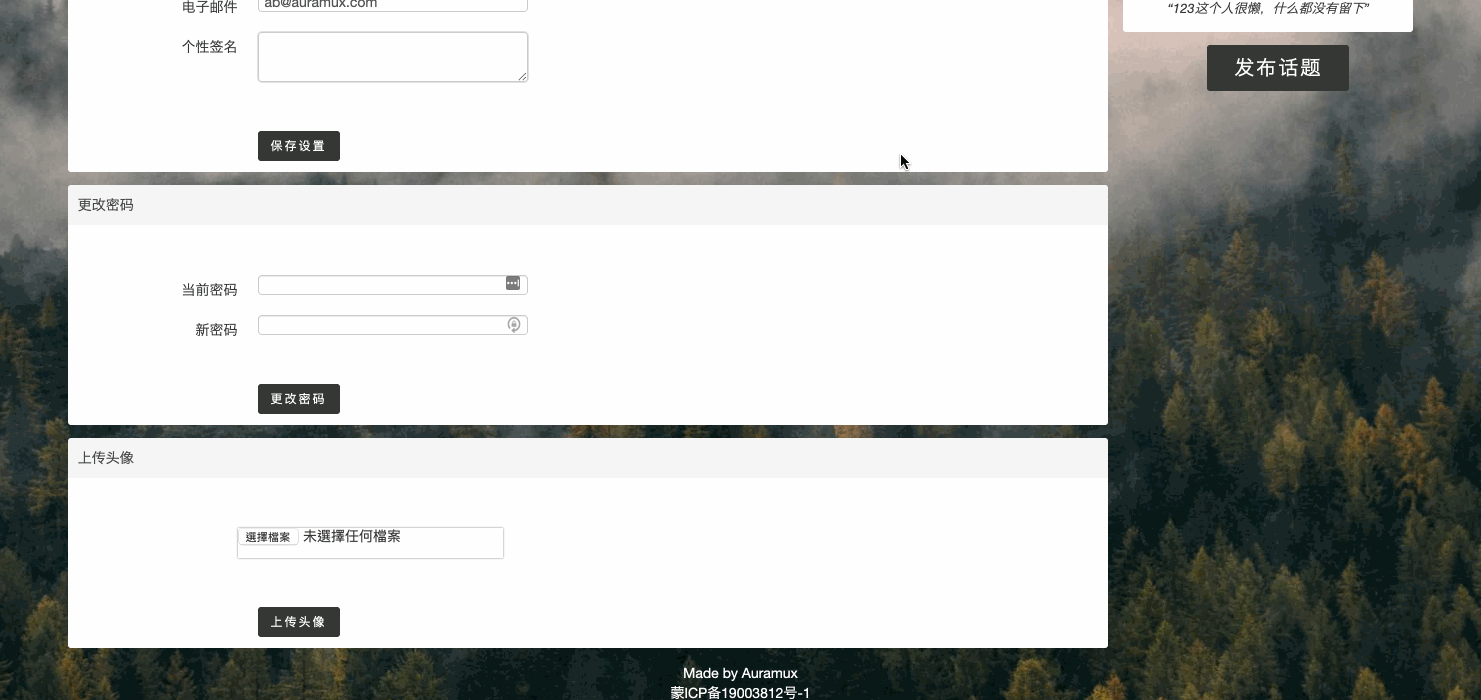 电子邮件 ab@auramux.com
个性签名
保存设置
更改密码
当前密码
新密码
更改密码
上传头像
選擇檔案 未選擇任何檔案
上传头像
“123这个人很懒，什么都没有留下”
发布话题
Made by Auramux
蒙ICP备19003812号-1